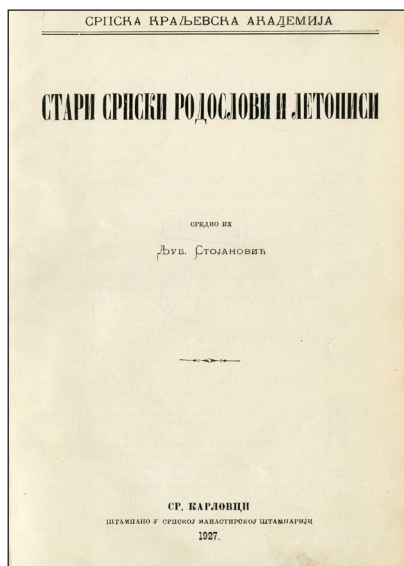 СРПСКА КРАЉЕВСКА АКАДЕМИЈА
СТАРИ СРПСКИ РОДОСЛОВИ И ЛЕТОПИСИ
СРЕДИО ИХ
ЉУБ. СТОЈАНОВИЋ
СР. КАРЛОВЦИ
ШТАМПАНО У СРПСКОЈ МАНАСТИРСКОЈ ШТАМПАРИЈИ
1927.